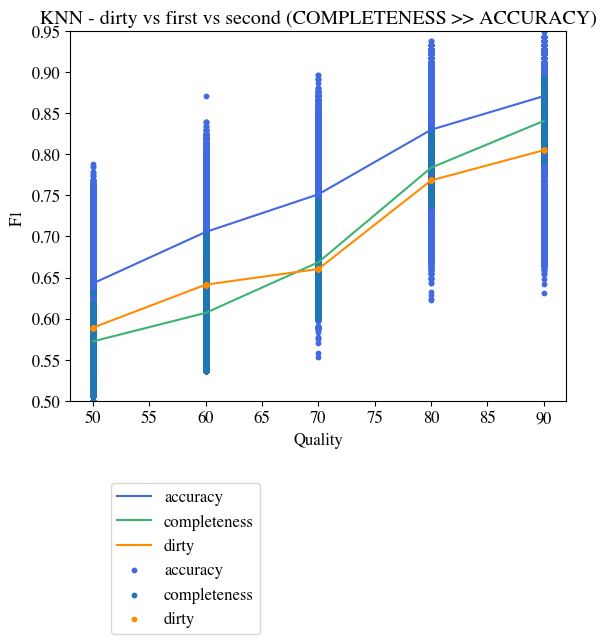 KNN - dirty vs first vs second (COMPLETENESS >> ACCURACY)
0.95
0.90
0.85
0.80
0.75
0.70
0.65
0.60
0.55
0.50
F1
50 55 60 65 70 75 80 85 90
Quality
accuracy
completeness
dirty
accuracy
completeness
dirty